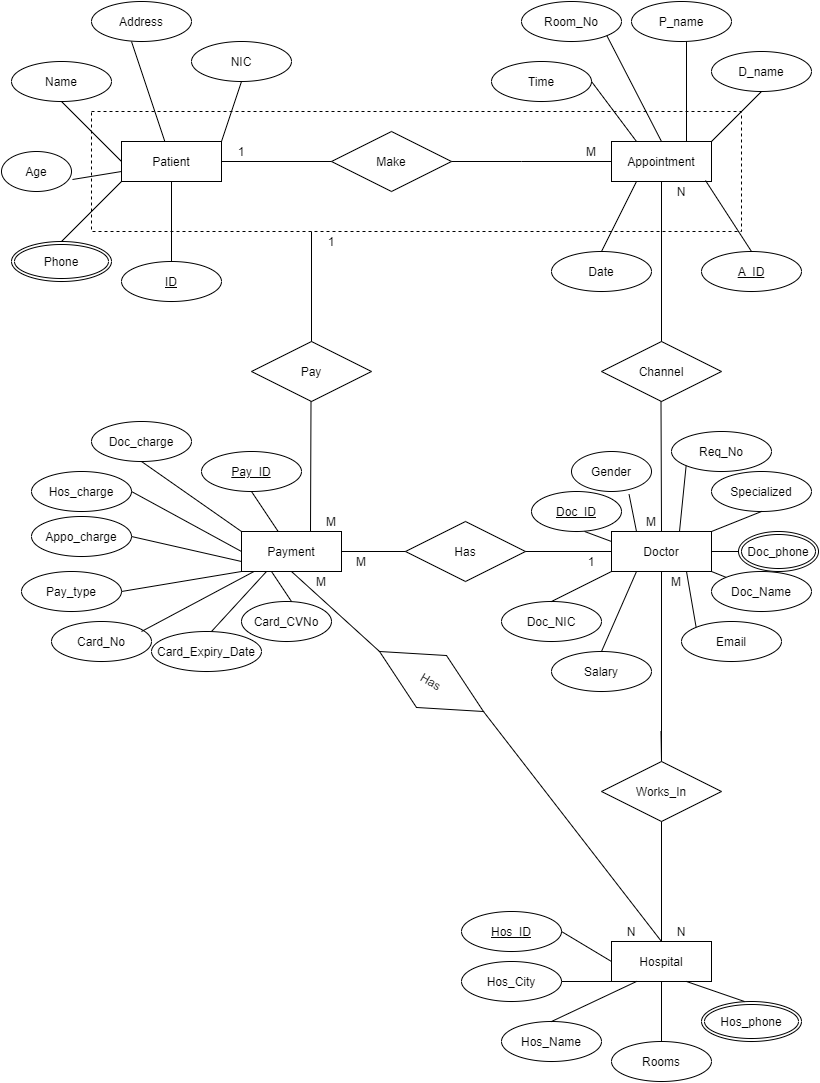 Address
Room_No
P_name
NIC
Name
Time
D_name
Patient
1
Make
M
Appointment
Age
N
1
Phone
ID
Date
A_ID
Pay
Channel
Doc_charge
Pay_ID
Gender
Req_No
Hos_charge
Specialized
Doc_ID
M
M
Appo_charge
Payment
M
Has
1
Doctor
Doc_phone
M
M
Pay_type
Doc_Name
Card_No
Card_Expiry_Date
Card_CVNo
Doc_NIC
Email
Salary
Has
Works_In
Hos_ID
N
N
Hospital
Hos_City
Hos_Name
Rooms
Hos_phone